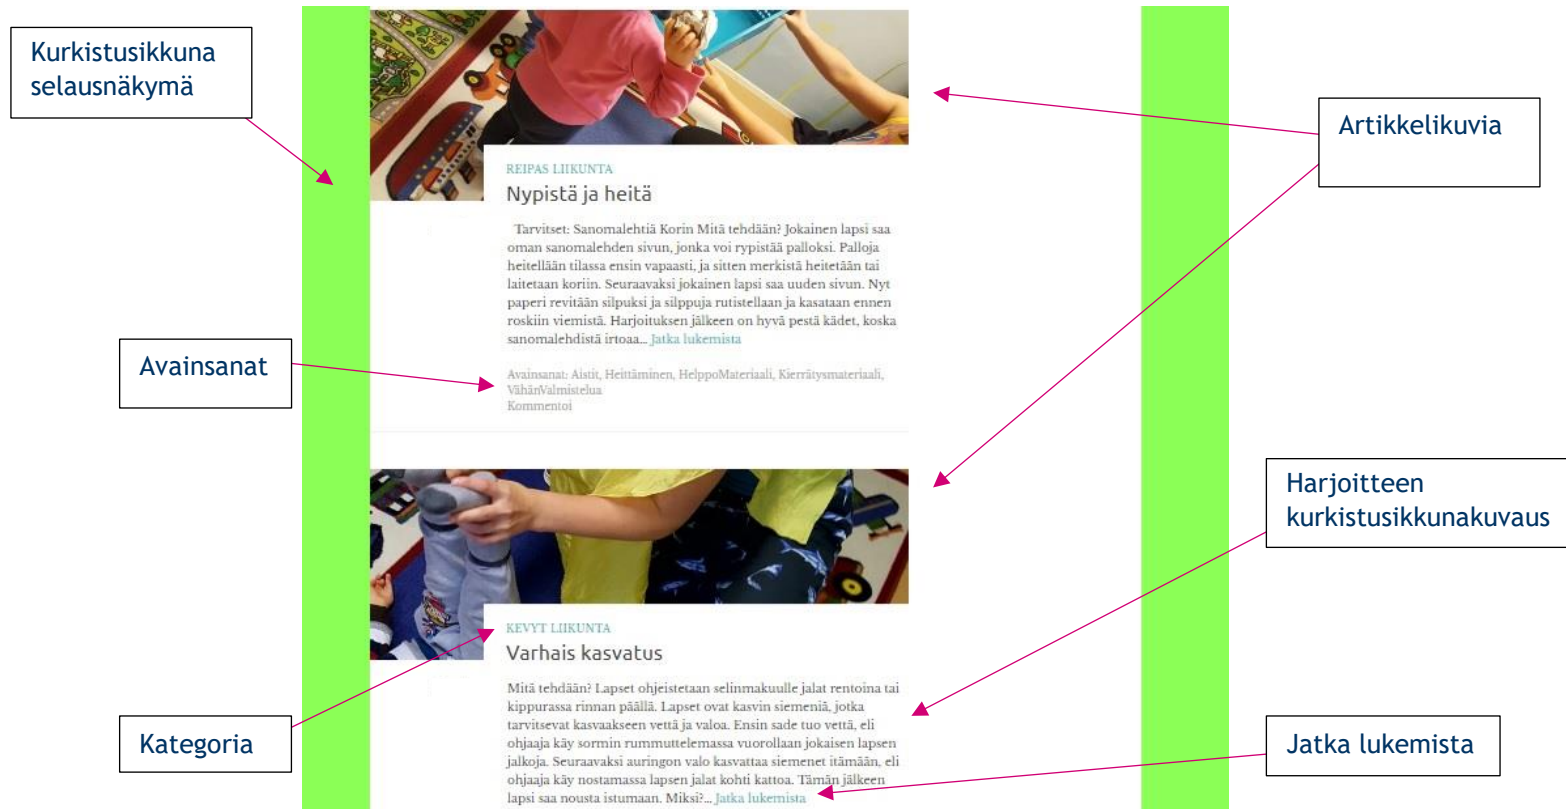 Kurkistusikkuna
selausnäkymä
Artikkelikuvia
REIPAS LIIKUNTA
Nypistä ja heitä
Tarvitset: Sanomalehtiä Korin Mitä tehdään? Jokainen lapsi saa
oman sanomalehden sivun, jonka voi rypistää palloksi. Palloja
heitellään tilassa ensin vapaasti, ja sitten merkistä heitetään tai
laitetaan koriin. Seuraavaksi jokainen lapsi saa uuden sivun. Nyt
paperi revitään silpuksi ja silppuja rutistellaan ja kasataan ennen
roskiin viemistä. Harjoituksen jälkeen on hyvä pestä kädet, koska
sanomalehdistä irtoaa... Jatka lukemista
Avainsanat
Avainsanat: Aistit, Heittäminen, HelppoMateriaali, Kierrätysmateriaali,
VähänValmistelua
Kommentoi
Harjoitteen
kurkistusikkunakuvaus
KEVYT LIIKUNTA
Varhais kasvatus
Mitä tehdään? Lapset ohjeistetaan selinmakuulle jalat rentoina tai
kippurassa rinnan päällä. Lapset ovat kasvin siemeniä, jotka
tarvitsevat kasvaakseen vettä ja valoa. Ensin sade tuo vettä, eli
ohjaaja käy sormin rummuttelemassa vuorollaan jokaisen lapsen
jalkoja. Seuraavaksi auringon valo kasvattaa siemenet itämään, eli
ohjaaja käy nostamassa lapsen jalat kohti kattoa. Tämän jälkeen
lapsi saa nousta istumaan. Miksi?... Jatka lukemista
Kategoria
Jatka lukemista